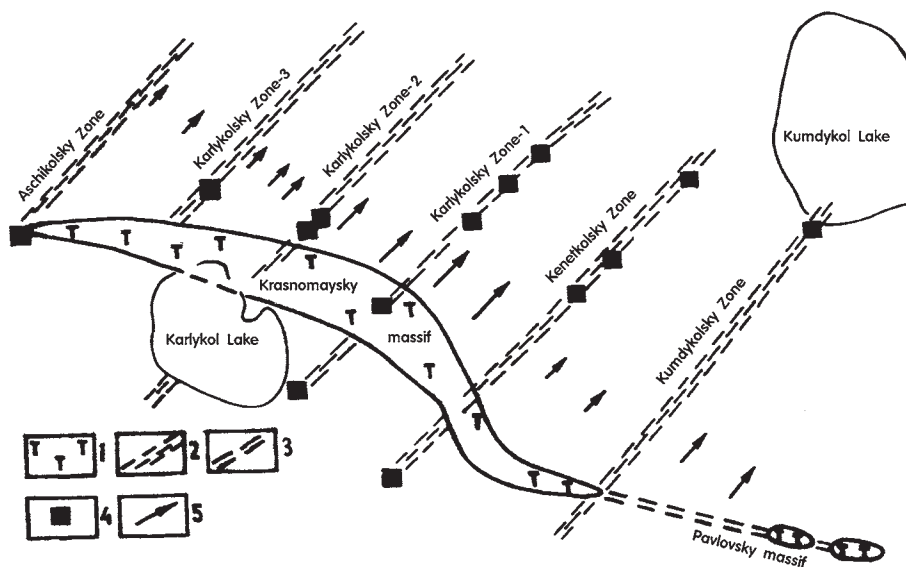 Aschikolsky Zone
Karlykolsky Zone-3
Karlykolsky Zone-2
Karlykolsky Zone-1
Kenetkolsky Zone
Kumdykolsky Zone
Kumdykol Lake
Krasnomaysky
massif
Karlykol Lake
Pavlovsky massif
T T T T T T T T T T T T
T T T T
T T T 1
2
3
4
5